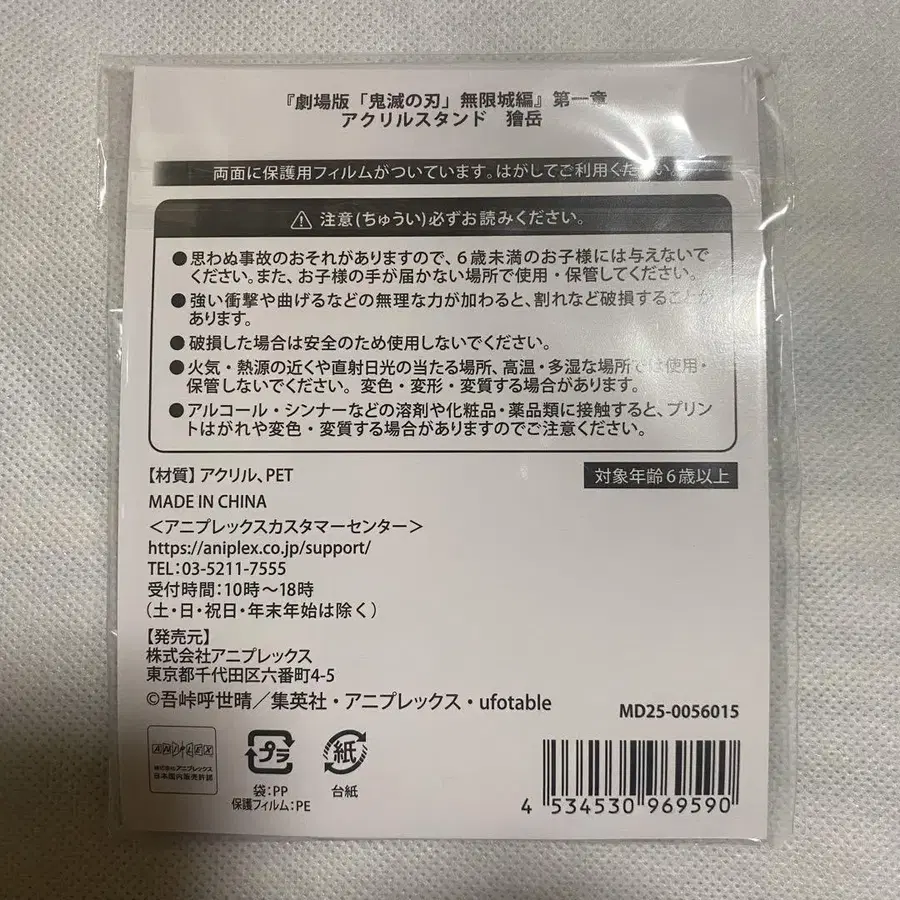 『劇場版「鬼滅の刃」無限城編』第一章
アクリルスタンド 獪岳
両面に保護用フィルムがついています。はがしてご利用ください。
注意(ちゅうい)必ずお読みください。
●思わぬ事故のおそれがありますので、6歳未満のお子様には与えないで
ください。また、お子様の手が届かない場所で使用・保管してください。
●強い衝撃や曲げるなどの無理な力が加わると、割れなど破損することが
あります。
●破損した場合は安全のため使用しないでください。
●火気・熱源の近くや直射日光の当たる場所、高温・多湿な場所では使用・
保管しないでください。変色・変形・変質する場合があります。
●アルコール・シンナーなどの溶剤や化粧品・薬品類に接触すると、プリン
トはがれや変色・変質する場合がありますのでご注意ください。
【材質】アクリル、PET
対象年齢6歳以上
MADE IN CHINA
<アニプレックスカスタマーセンター>
https://aniplex.co.jp/support/
TEL:03-5211-7555
受付時間:10時~18時
(土・日・祝日・年末年始は除く)
【発売元】
株式会社アニプレックス
東京都千代田区六番町4-5
©吾峠呼世晴/集英社・アニプレックス・ufotable
MD25-0056015
ANIPLEX
株式会社アニプレックス
日本国内販売許諾
プラ
袋:PP
保護フィルム:PE
紙
台紙
4 534530 969590